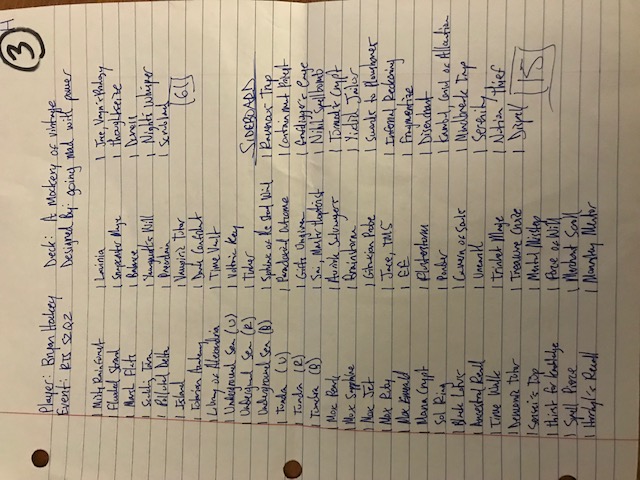 3
Player: Bryan Hockey Deck: A Mockery of vintage
Event: RIS S2Q2 Designed By: going mad with power
1 Misty Rainforest
1 Flooded Strand
1 Marsh Flats
1 Scalding Tarn
1 Polluted Delta
1 Island
1 Tolarian Academy
1 Library of Alexandria
1 Underground Sea (U)
1 Underground Sea (R)
1 Underground Sea (B)
1 Tundra (U)
1 Tundra (R)
1 Tundra (B)
1 Mox Pearl
1 Mox Sapphire
1 Mox Jet
1 Mox Ruby
1 Mox Emerald
1 Mana Crypt
1 Sol Ring
1 Black Lotus
1 Ancestral Recall
1 Time Walk
1 Demonic Tutor
1 Sensei's Top
1 thirst for knowledge
1 Spell Pierce
1 Hurkyl's Recall
1 Lavinia
1 Snapcaster Mage
1 Balance
1 Yawgmoth's Will
1 Preordain
1 Vampiric Tutor
1 Dark Confidant
1 Time Vault
1 Voltaic Key
1 Tinker
1 Sphinx of the Steel Wind
1 Paradoxical Outcome
1 Gifts Ungiven
1 Sai, Master Thopterist
1 Auriok Salvagers
1 Brainstorm
1 Gitaxian Probe
1 Jace, TMS
1 EE
1 Flusterstorm
1 Ponder
1 Cavern of Souls
1 Unearth
1 Trinket Mage
1 Treasure Cruise
1 Mental Misstep
1 Force of Will
1 Merchant Scroll
1 Monastery Mentor
1 Jace, Vryn's Prodigy
1 thoughtseize
1 Duress
1 Night's Whisper
1 Scrubland
61
SIDEBOARD
1 Ravenous Trap
1 Containment Priest
1 Grafdigger's Cage
1 Nihil Spellbomb
1 Tormod's Crypt
1 Yixlid Jailer
1 Swords to Plowshares
1 Infernal Reckoning
1 Fragmentize
1 Disenchant
1 Kambal, Consul of Allocation
1 Mindbreak Trap
1 Serenity
1 Notion Thief
1 Dispell
15